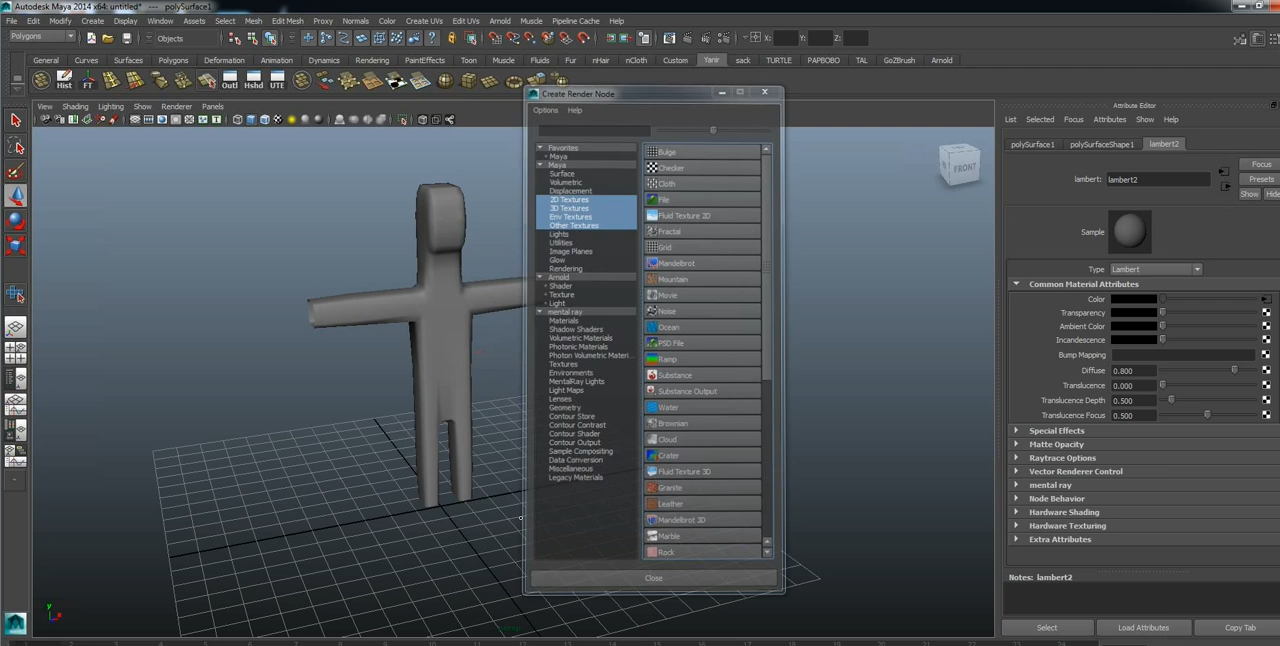 Autodesk Maya 2014 x64: untitled* --- polySurface1
File Edit Modify Create Display Window Assets Select Mesh Edit Mesh Proxy Normals Color Create UVs Edit UVs Arnold Muscle Pipeline Cache Help
Polygons Objects X: Y: Z:
General Curves Surfaces Polygons Deformation Animation Dynamics Rendering PaintEffects Toon Muscle Fluids Fur nHair nCloth Custom Yanir sack TURTLE PAPBOBO TAL GoZBrush Arnold
Hist FT Outl Hshd UTE
View Shading Lighting Show Renderer Panels
FRONT
y
x
Create Render Node
Options Help
Favorites
Maya
Maya
Surface
Volumetric
Displacement
2D Textures
3D Textures
Env Textures
Other Textures
Lights
Utilities
Image Planes
Glow
Rendering
Arnold
Shader
Texture
Light
mental ray
Materials
Shadow Shaders
Volumetric Materials
Photonic Materials
Photon Volumetric Materi...
Textures
Environments
MentalRay Lights
Light Maps
Lenses
Geometry
Contour Store
Contour Contrast
Contour Shader
Contour Output
Sample Compositing
Data Conversion
Miscellaneous
Legacy Materials
Bulge
Checker
Cloth
File
Fluid Texture 2D
Fractal
Grid
Mandelbrot
Mountain
Movie
Noise
Ocean
PSD File
Ramp
Substance
Substance Output
Water
Brownian
Cloud
Crater
Fluid Texture 3D
Granite
Leather
Mandelbrot 3D
Marble
Rock
Close
Attribute Editor
List Selected Focus Attributes Show Help
polySurface1 polySurfaceShape1 lambert2
Focus
lambert: lambert2 Presets
Show Hide
Sample
Type Lambert
Common Material Attributes
Color
Transparency
Ambient Color
Incandescence
Bump Mapping
Diffuse 0.800
Translucence 0.000
Translucence Depth 0.500
Translucence Focus 0.500
Special Effects
Matte Opacity
Raytrace Options
Vector Renderer Control
mental ray
Node Behavior
Hardware Shading
Hardware Texturing
Extra Attributes
Notes: lambert2
Select Load Attributes Copy Tab